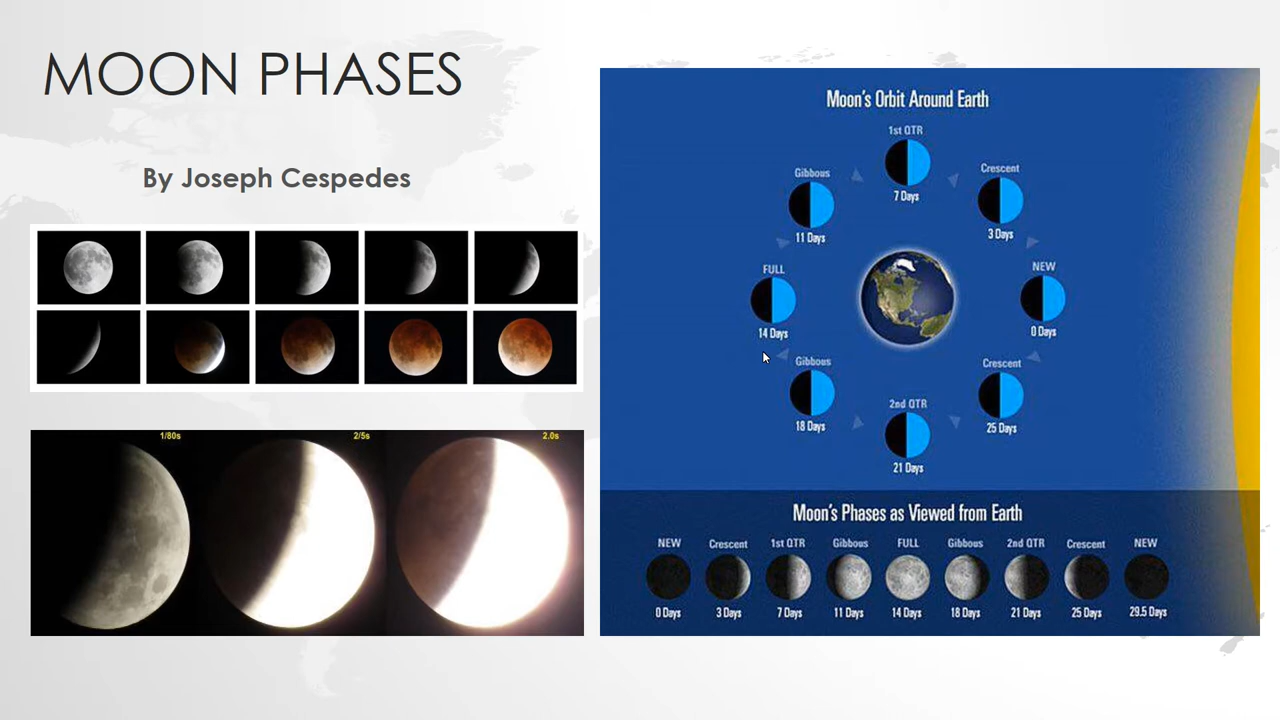 MOON PHASES
By Joseph Cespedes
1/80s 2/5s 2.0s
Moon's Orbit Around Earth
1st QTR
7 Days
Crescent
3 Days
NEW
0 Days
Crescent
25 Days
2nd QTR
21 Days
Gibbous
18 Days
FULL
14 Days
Gibbous
11 Days
Moon's Phases as Viewed from Earth
NEW Crescent 1st QTR Gibbous FULL Gibbous 2nd QTR Crescent NEW
0 Days 3 Days 7 Days 11 Days 14 Days 18 Days 21 Days 25 Days 29.5 Days